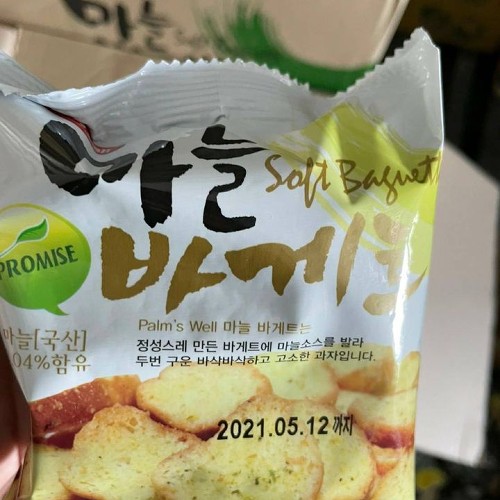 마늘
Soft Baguet
마늘
바게트
PROMISE
Palm's Well 마늘 바게트는
마늘[국산]
정성스레 만든 바게트에 마늘소스를 발라
04%함유
두번 구운 바삭바삭하고 고소한 과자입니다.
2021.05.12 까지